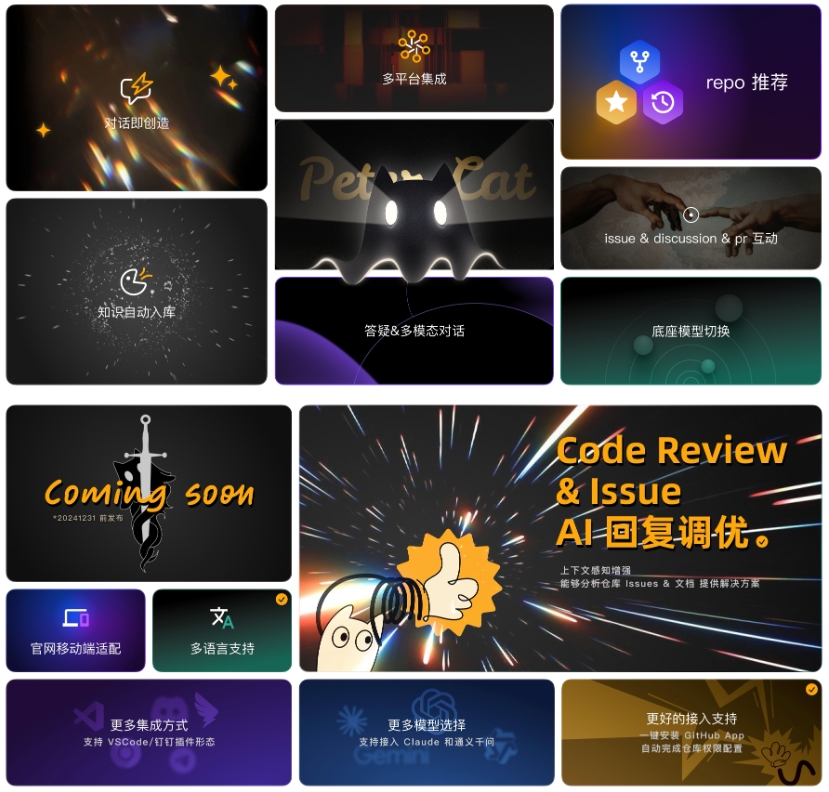 对话即创造
多平台集成
repo 推荐
Peter Cat
issue & discussion & pr 互动
知识自动入库
答疑&多模态对话
底座模型切换
Coming soon
*20241231 前发布
Code Review
& Issue
AI 回复调优。
上下文感知增强
能够分析仓库 Issues & 文档 提供解决方案
官网移动端适配
文A
多语言支持
更多集成方式
支持 VSCode/钉钉插件形态
更多模型选择
支持接入 Claude 和通义千问
Gemini
更好的接入支持
一键安装 GitHub App
自动完成仓库权限配置